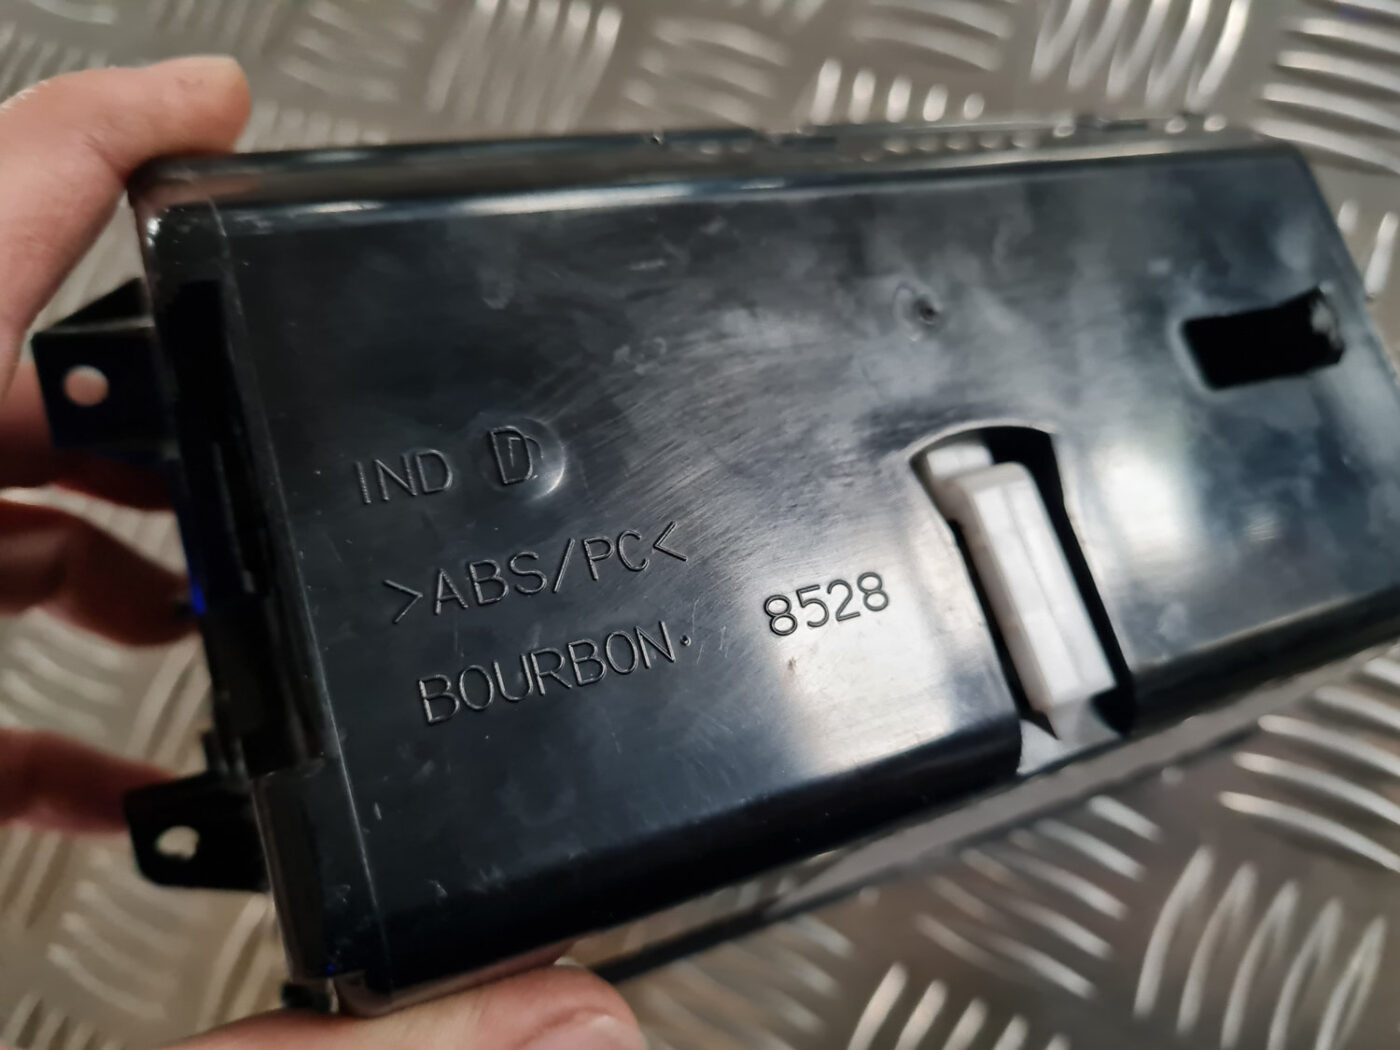 IND D
>ABS/PC<
BOURBON. 8528